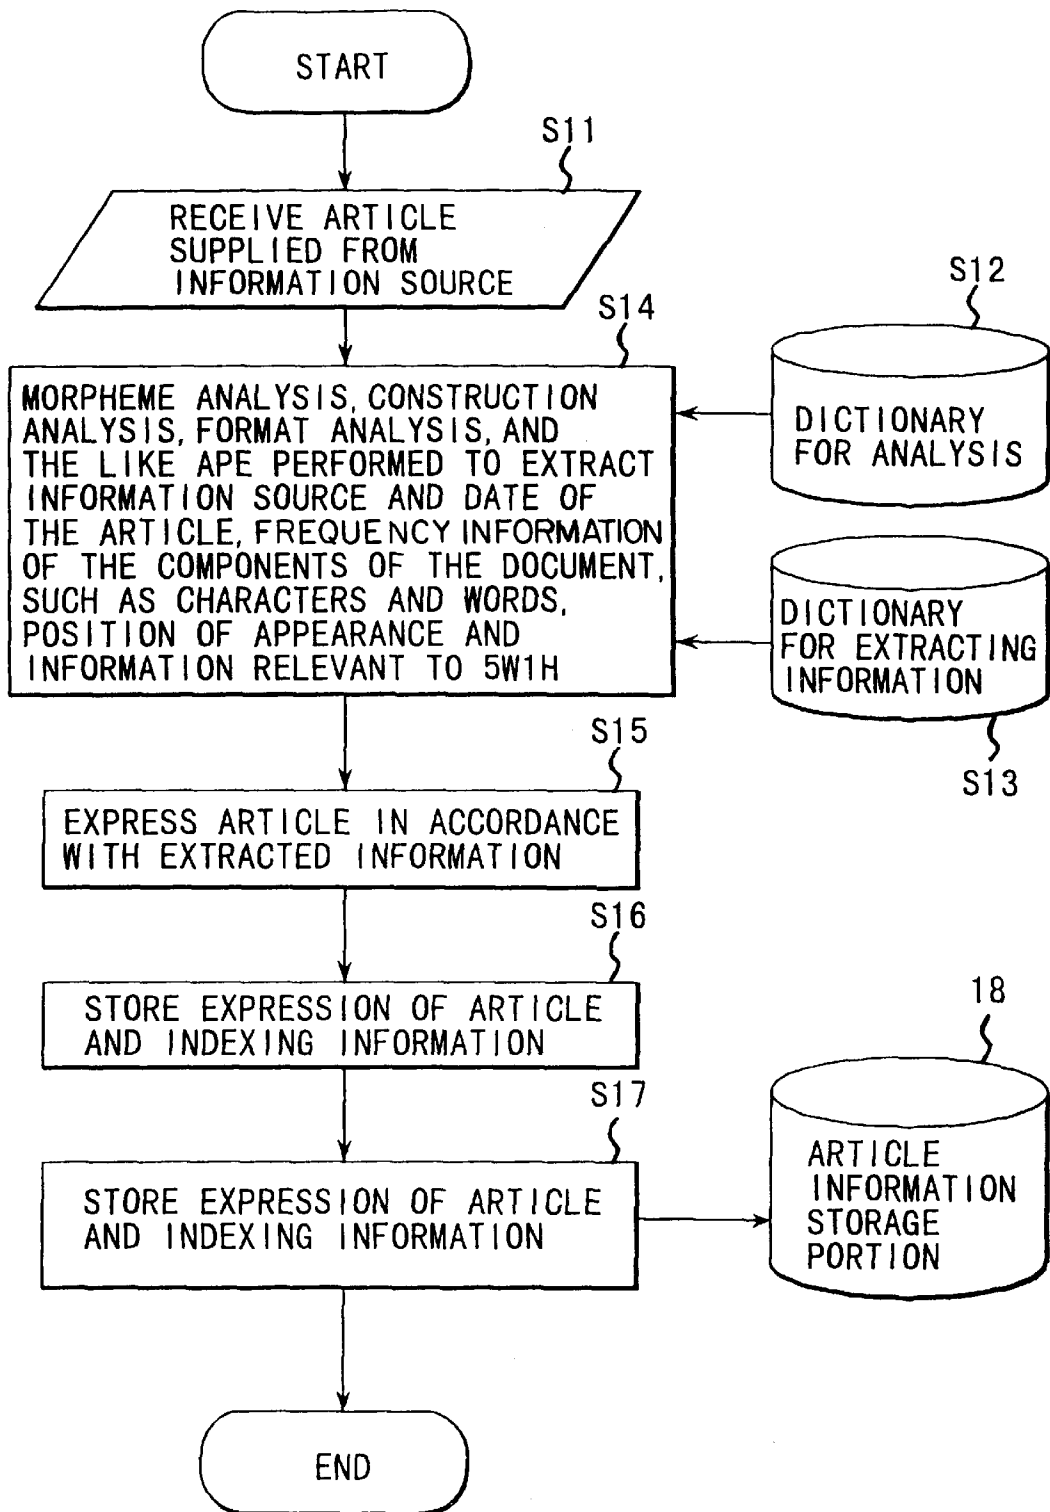 START
S11
RECEIVE ARTICLE
SUPPLIED FROM
INFORMATION SOURCE
S12
DICTIONARY
FOR ANALYSIS
S14
MORPHEME ANALYSIS, CONSTRUCTION
ANALYSIS, FORMAT ANALYSIS, AND
THE LIKE APE PERFORMED TO EXTRACT
INFORMATION SOURCE AND DATE OF
THE ARTICLE, FREQUENCY INFORMATION
OF THE COMPONENTS OF THE DOCUMENT,
SUCH AS CHARACTERS AND WORDS,
POSITION OF APPEARANCE AND
INFORMATION RELEVANT TO 5W1H
DICTIONARY
FOR EXTRACTING
INFORMATION
S13
S15
EXPRESS ARTICLE IN ACCORDANCE
WITH EXTRACTED INFORMATION
S16
STORE EXPRESSION OF ARTICLE
AND INDEXING INFORMATION
S17
STORE EXPRESSION OF ARTICLE
AND INDEXING INFORMATION
18
ARTICLE
INFORMATION
STORAGE
PORTION
END